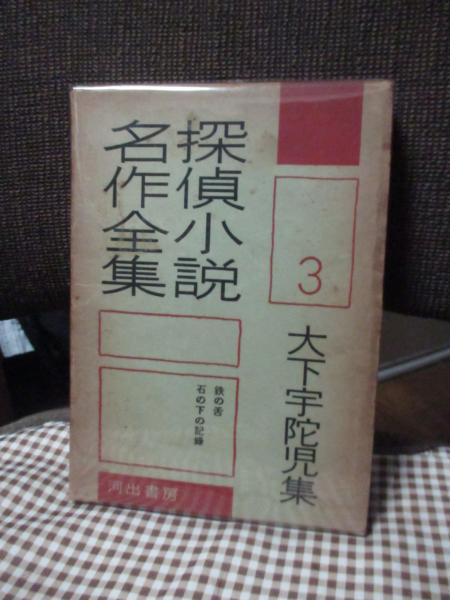 探偵小説
名作全集
3
大下宇陀児集
鉄の舌
石の下の記録
河出書房